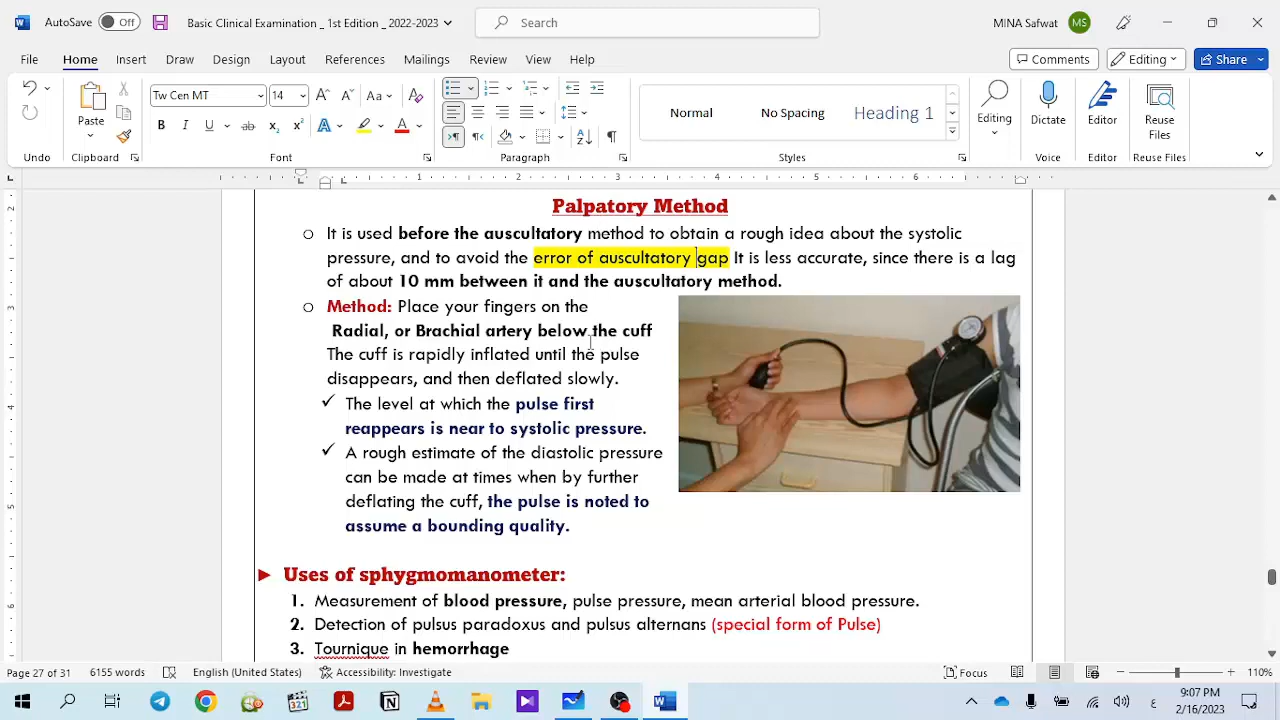 AutoSave Off Basic Clinical Examination _ 1st Edition _ 2022-2023 Search MINA Safwat MS
File Home Insert Draw Design Layout References Mailings Review View Help Comments Editing Share
Tw Cen MT 14 Aa Normal No Spacing Heading 1
Paste Editing Dictate Editor Reuse Files
Undo Clipboard Font Paragraph Styles Voice Editor Reuse Files
1 2 3 4 5 6
Palpatory Method
o It is used before the auscultatory method to obtain a rough idea about the systolic
pressure, and to avoid the error of auscultatory gap It is less accurate, since there is a lag
of about 10 mm between it and the auscultatory method.
o Method: Place your fingers on the
Radial, or Brachial artery below the cuff
The cuff is rapidly inflated until the pulse
disappears, and then deflated slowly.
✓ The level at which the pulse first
reappears is near to systolic pressure.
✓ A rough estimate of the diastolic pressure
can be made at times when by further
deflating the cuff, the pulse is noted to
assume a bounding quality.
► Uses of sphygmomanometer:
1. Measurement of blood pressure, pulse pressure, mean arterial blood pressure.
2. Detection of pulsus paradoxus and pulsus alternans (special form of Pulse)
3. Tournique in hemorrhage
Page 27 of 31 6155 words Accessibility: Investigate Focus 110%
9:07 PM
ع 2/16/2023